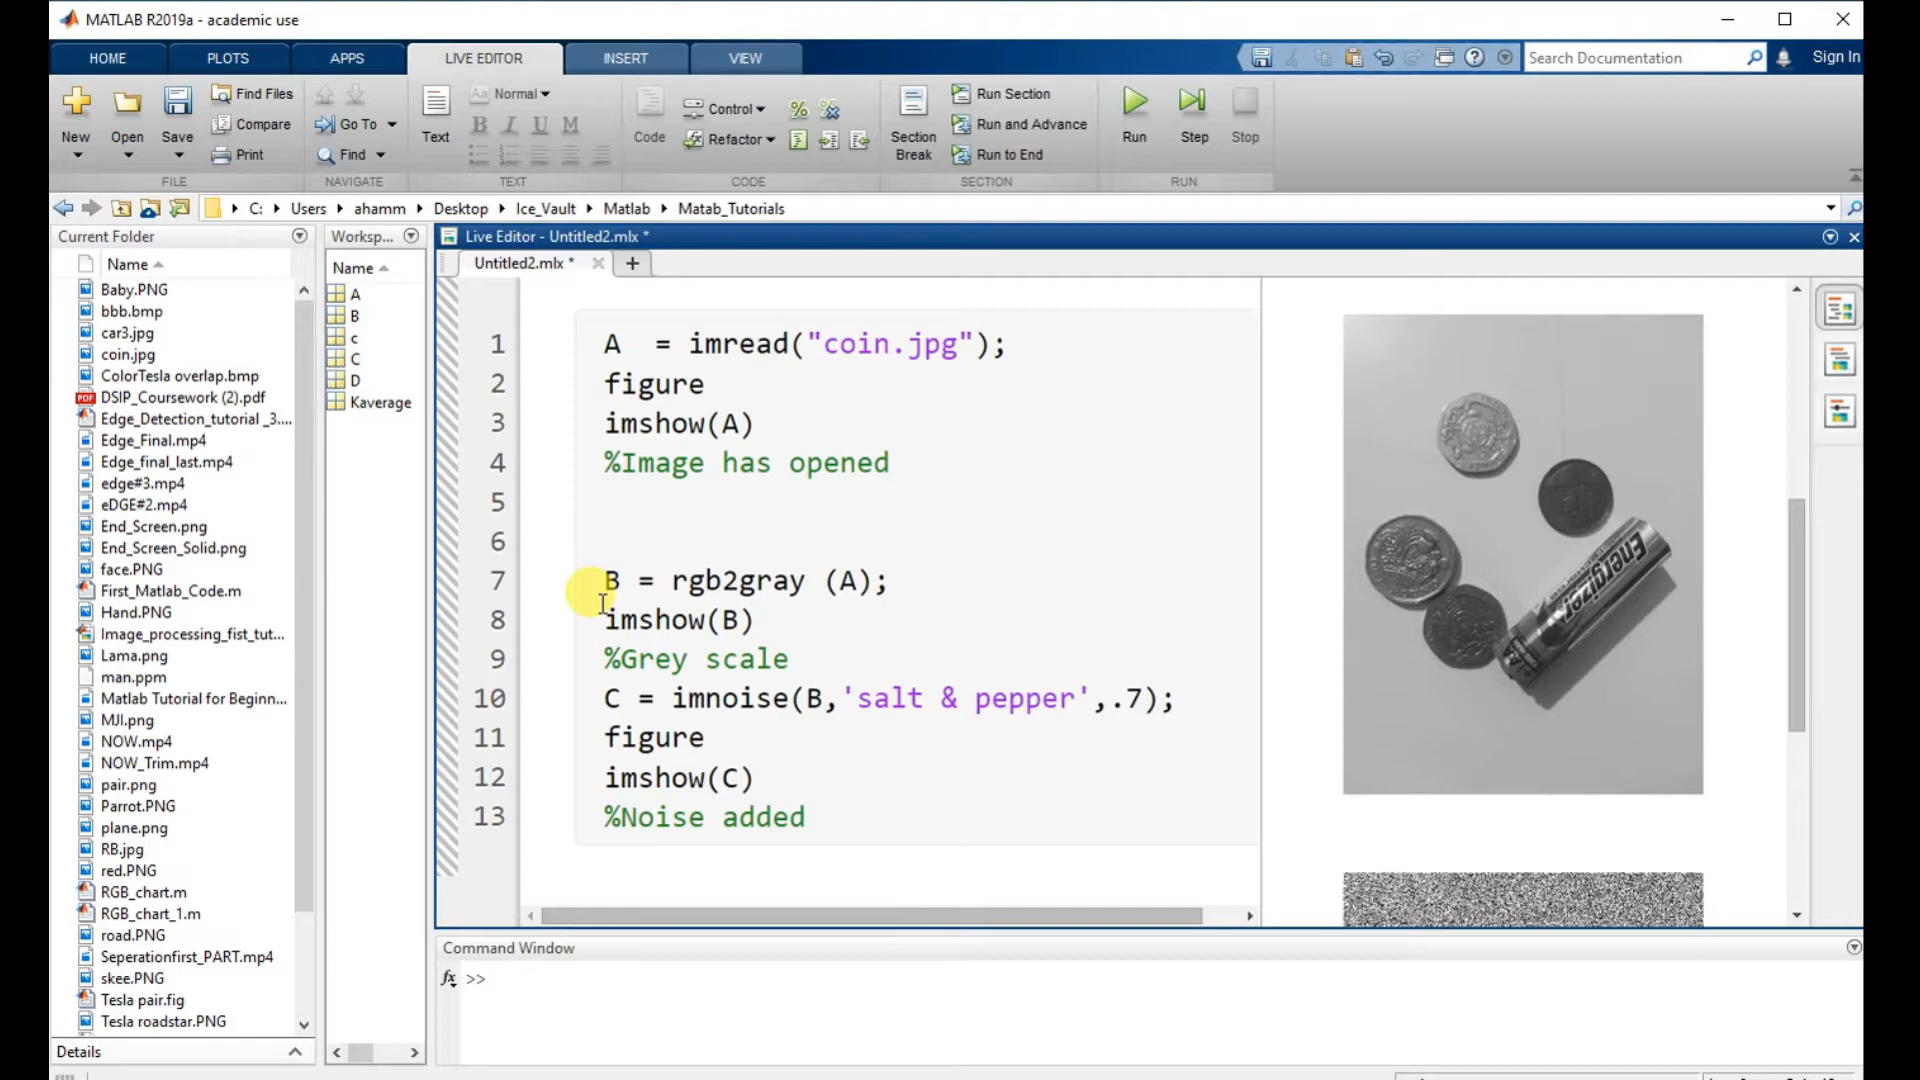 MATLAB R2019a - academic use
HOME PLOTS APPS LIVE EDITOR INSERT VIEW
Search Documentation
Sign In
New
Open
Save
Find Files
Compare
Print
FILE
Go To
Find
NAVIGATE
Text
Normal
B I U M
TEXT
Code
Control
Refactor
CODE
Section
Break
Run Section
Run and Advance
Run to End
SECTION
Run
Step
Stop
RUN
C: Users ahamm Desktop Ice_Vault Matlab Matab_Tutorials
Current Folder
Name
Baby.PNG
bbb.bmp
car3.jpg
coin.jpg
ColorTesla overlap.bmp
DSIP_Coursework (2).pdf
Edge_Detection_tutorial _3....
Edge_Final.mp4
Edge_final_last.mp4
edge#3.mp4
eDGE#2.mp4
End_Screen.png
End_Screen_Solid.png
face.PNG
First_Matlab_Code.m
Hand.PNG
Image_processing_fist_tut...
Lama.png
man.ppm
Matlab Tutorial for Beginn...
MJI.png
NOW.mp4
NOW_Trim.mp4
pair.png
Parrot.PNG
plane.png
RB.jpg
red.PNG
RGB_chart.m
RGB_chart_1.m
road.PNG
Seperationfirst_PART.mp4
skee.PNG
Tesla pair.fig
Tesla roadstar.PNG
Details
Worksp...
Name
A
B
c
C
D
Kaverage
Live Editor - Untitled2.mlx *
Untitled2.mlx *
1 A  = imread("coin.jpg");
2 figure
3 imshow(A)
4 %Image has opened
5
6
7 B = rgb2gray (A);
8 imshow(B)
9 %Grey scale
10 C = imnoise(B,'salt & pepper',.7);
11 figure
12 imshow(C)
13 %Noise added
Energizer
Command Window
fx >>